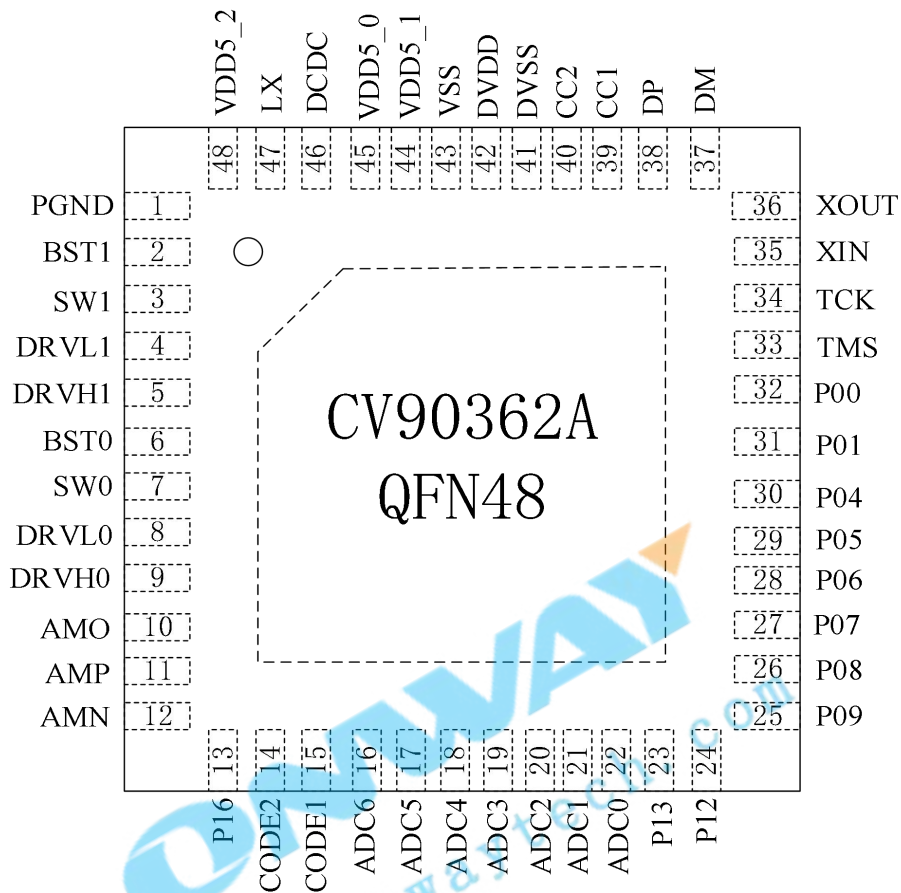 VDD5_2
LX
DCDC
VDD5_0
VDD5_1
VSS
DVDD
DVSS
CC2
CC1
DP
DM
48
47
46
45
44
43
42
41
40
39
38
37
PGND 1
BST1 2
SW1 3
DRVL1 4
DRVH1 5
BST0 6
SW0 7
DRVL0 8
DRVH0 9
AMO 10
AMP 11
AMN 12
CV90362A
QFN48
36 XOUT
35 XIN
34 TCK
33 TMS
32 P00
31 P01
30 P04
29 P05
28 P06
27 P07
26 P08
25 P09
13
14
15
16
17
18
19
20
21
22
23
24
P16
CODE2
CODE1
ADC6
ADC5
ADC4
ADC3
ADC2
ADC1
ADC0
P13
P12
ONWAY
waytech.com